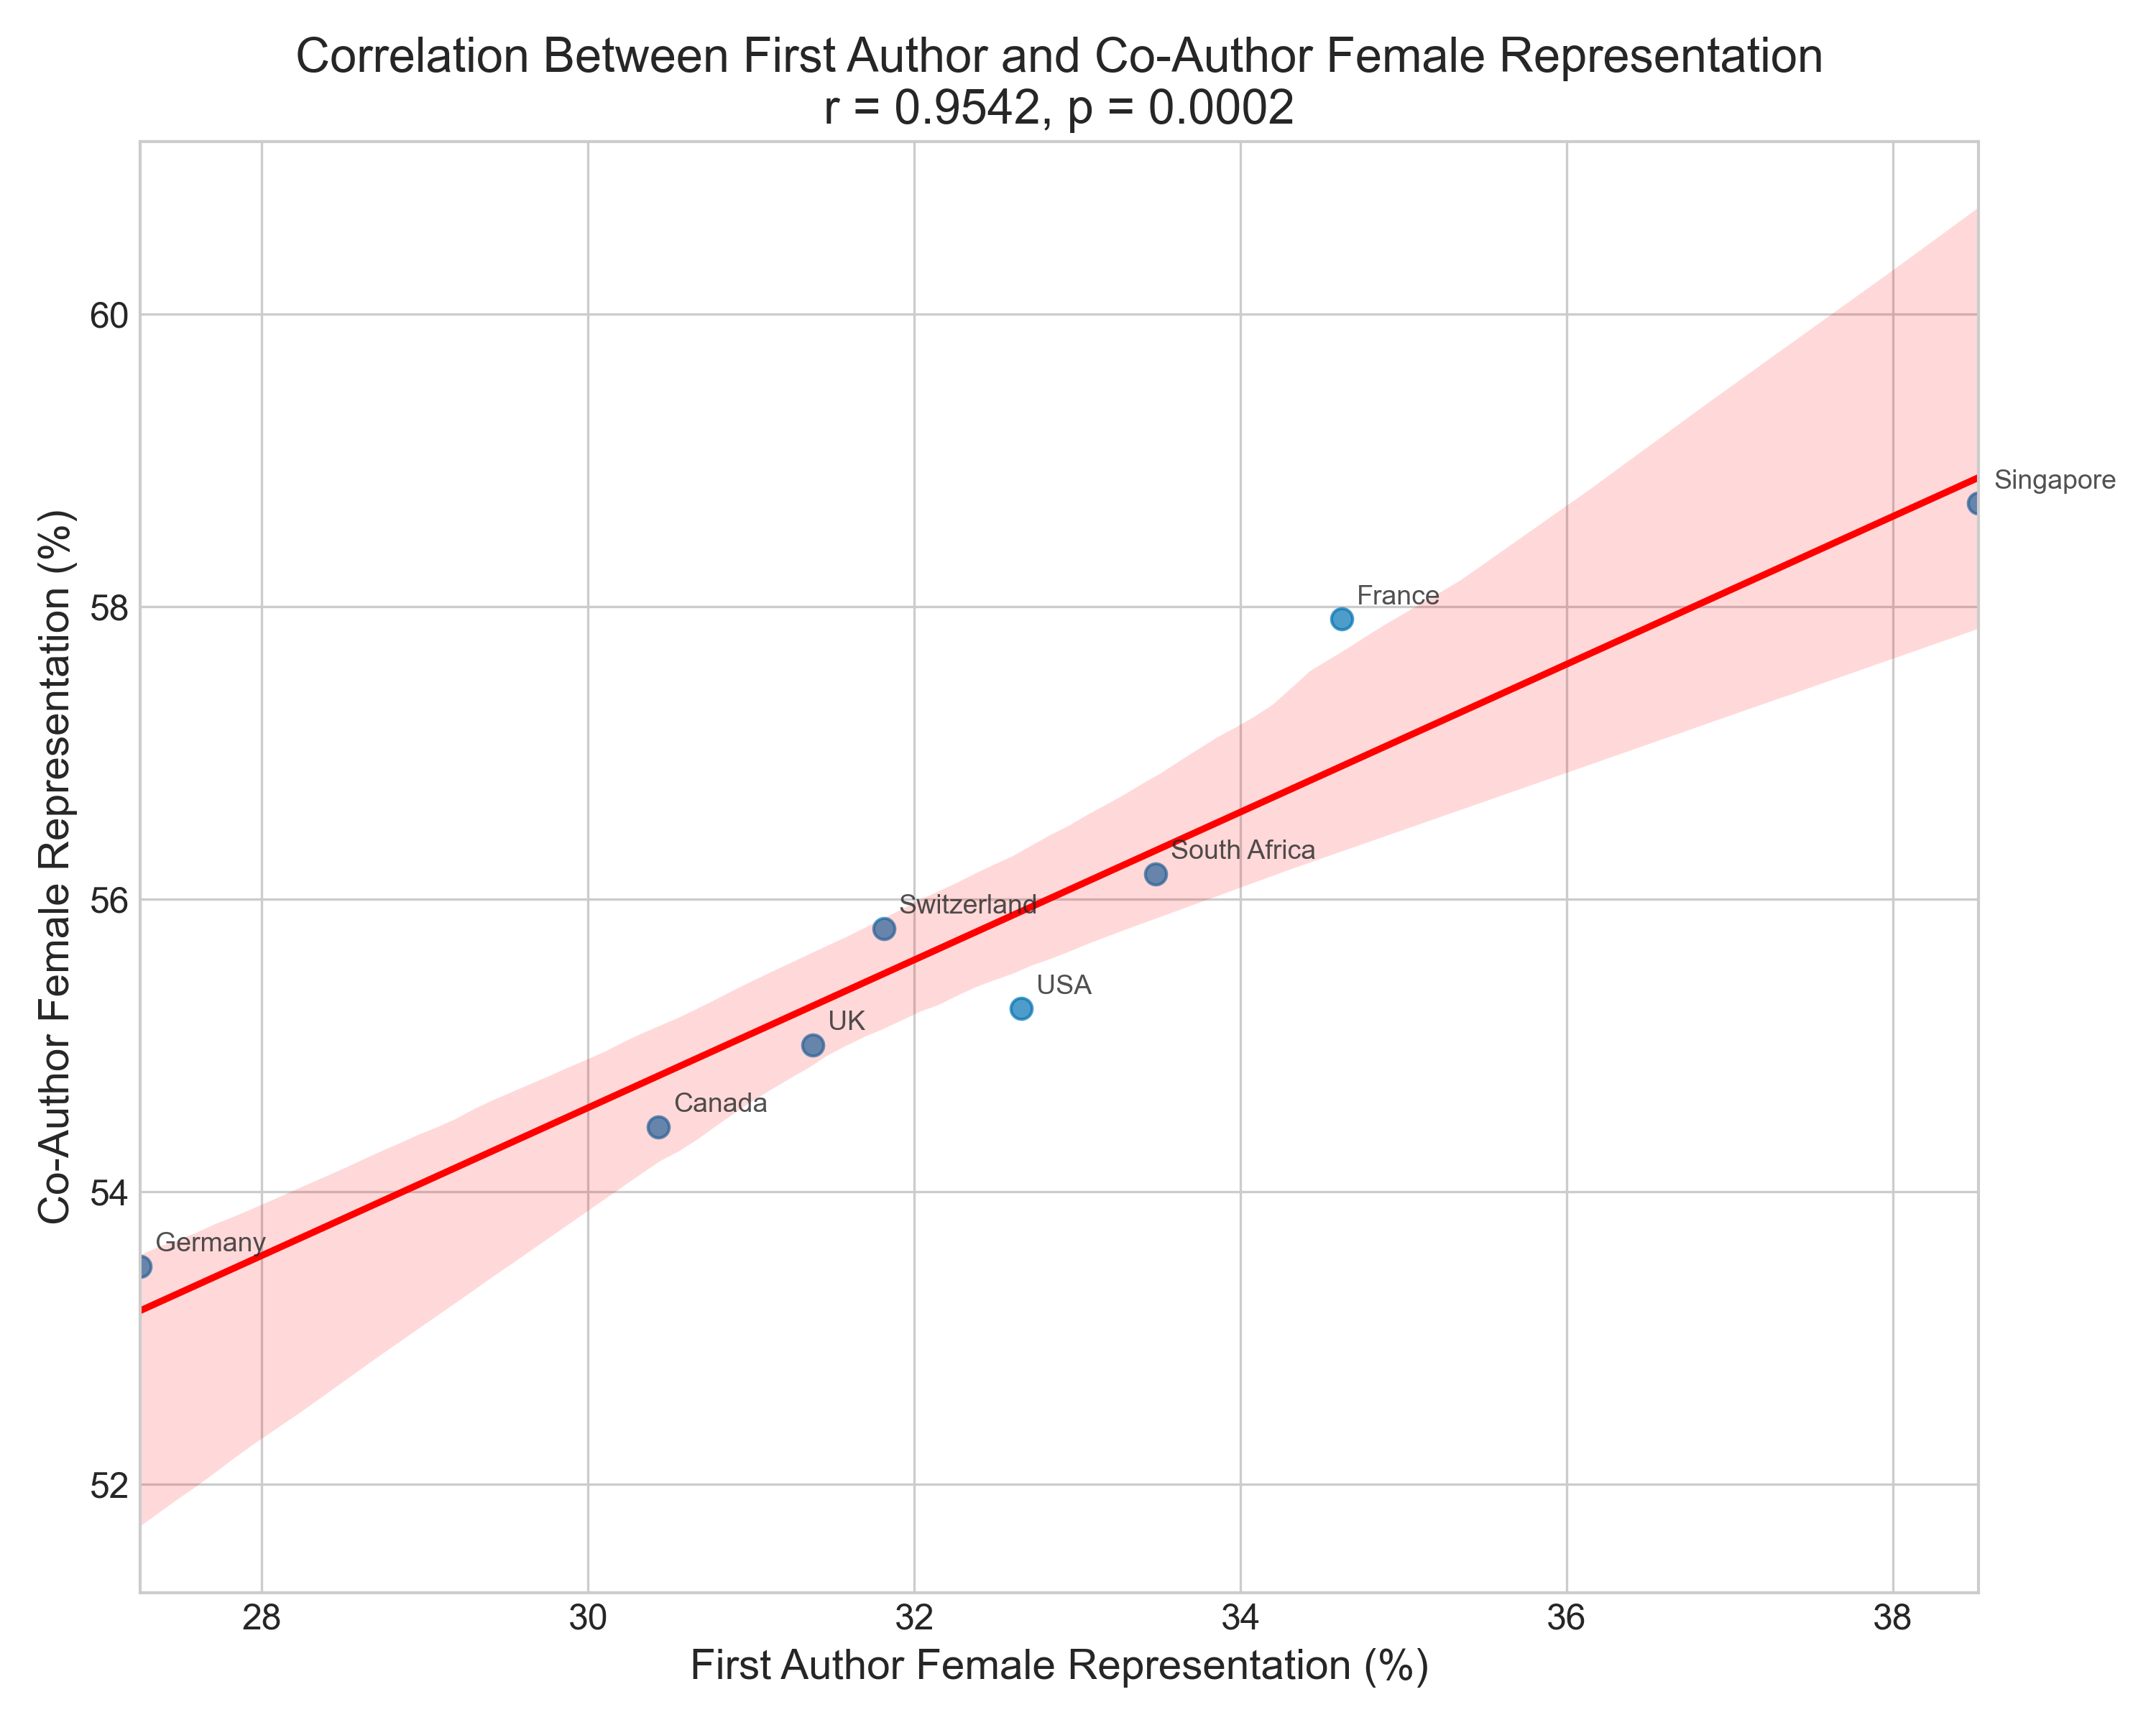 Correlation Between First Author and Co-Author Female Representation
r = 0.9542, p = 0.0002
Co-Author Female Representation (%)
60
58
56
54
52
Singapore
France
South Africa
Switzerland
USA
UK
Canada
Germany
28
30
32
34
36
38
First Author Female Representation (%)